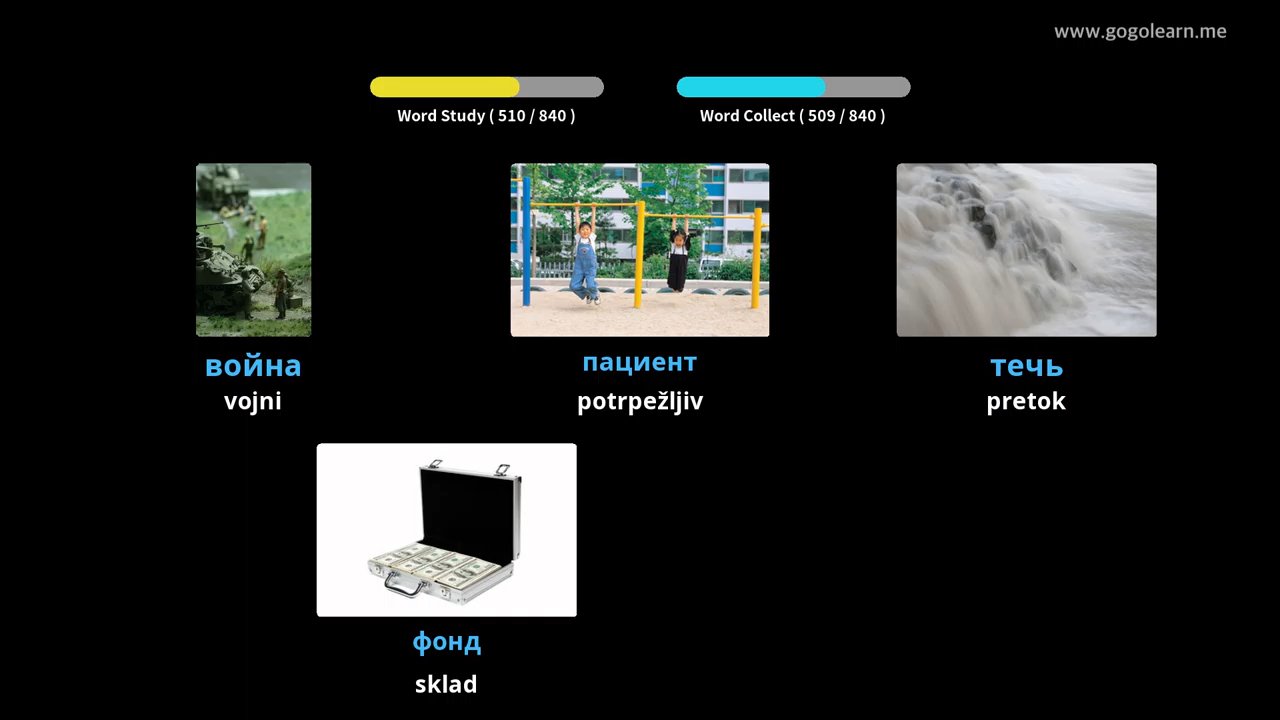 www.gogolearn.me
Word Study ( 510 / 840 )
Word Collect ( 509 / 840 )
война
vojni
пациент
potrpežljiv
течь
pretok
фонд
sklad